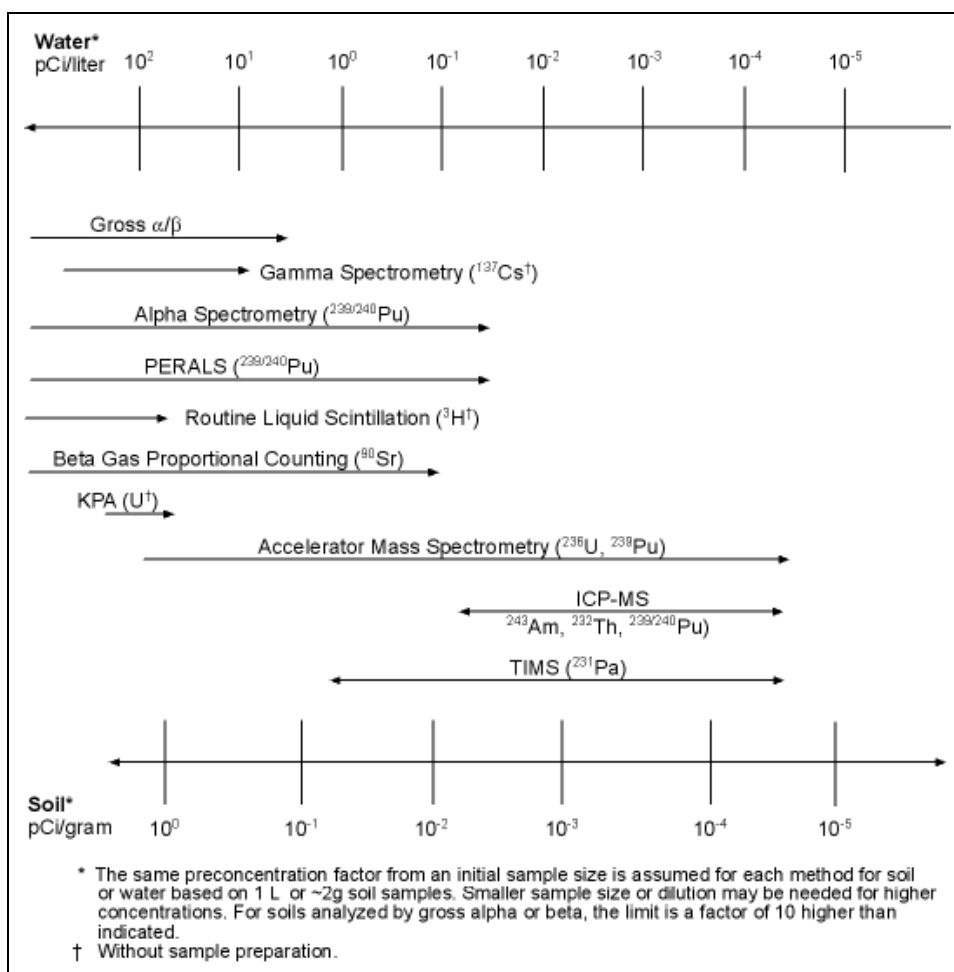 Water*
pCi/liter 10² 10¹ 10⁰ 10⁻¹ 10⁻² 10⁻³ 10⁻⁴ 10⁻⁵
Gross α/β
Gamma Spectrometry (¹³⁷Cs†)
Alpha Spectrometry (²³⁹/²⁴⁰Pu)
PERALS (²³⁹/²⁴⁰Pu)
Routine Liquid Scintillation (³H†)
Beta Gas Proportional Counting (⁹⁰Sr)
KPA (U†)
Accelerator Mass Spectrometry (²³⁶U, ²³⁹Pu)
ICP-MS
²⁴³Am, ²³²Th, ²³⁹/²⁴⁰Pu)
TIMS (²³¹Pa)
Soil*
pCi/gram 10⁰ 10⁻¹ 10⁻² 10⁻³ 10⁻⁴ 10⁻⁵
* The same preconcentration factor from an initial sample size is assumed for each method for soil
or water based on 1 L or ~2g soil samples. Smaller sample size or dilution may be needed for higher
concentrations. For soils analyzed by gross alpha or beta, the limit is a factor of 10 higher than
indicated.
† Without sample preparation.